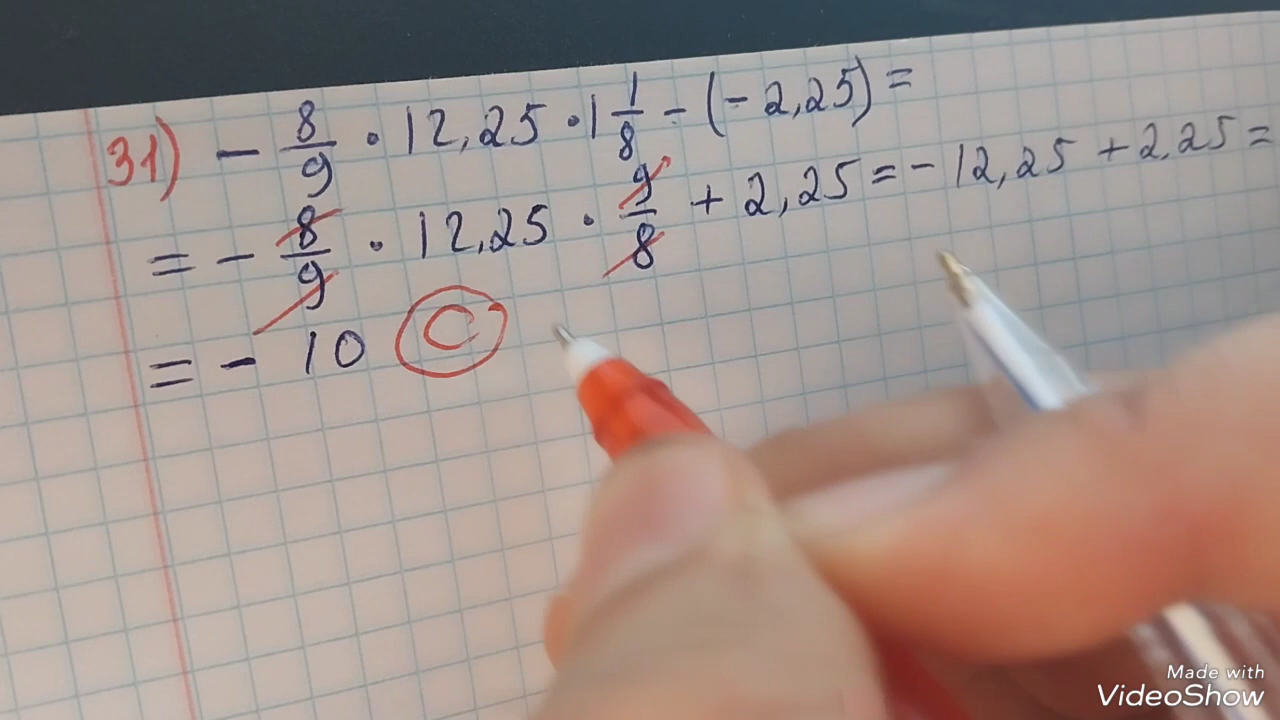 31) - 8/9 · 12,25 · 1 1/8 - (- 2,25) =
= - 8/9 · 12,25 · 9/8 + 2,25 = - 12,25 + 2,25 =
= - 10 C
Made with
VideoShow